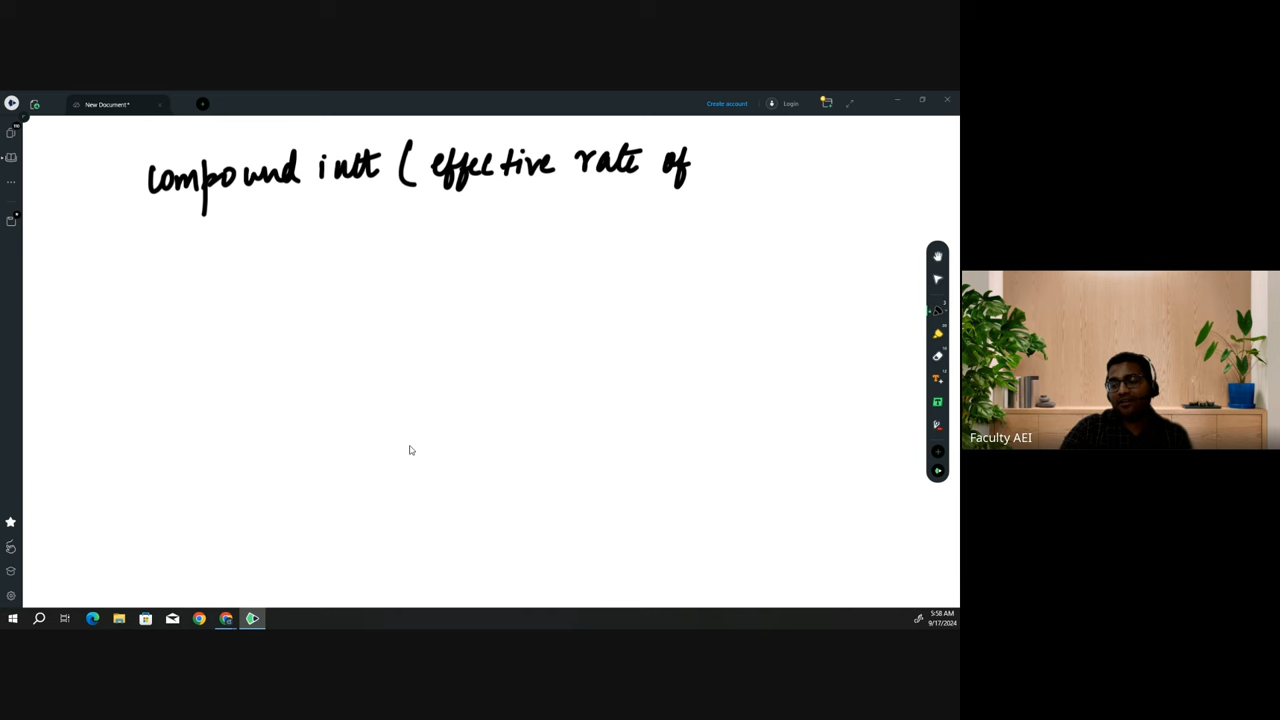 New Document*
Create account
Login
compound intt (effective rate of
Faculty AEI
5:58 AM
9/17/2024